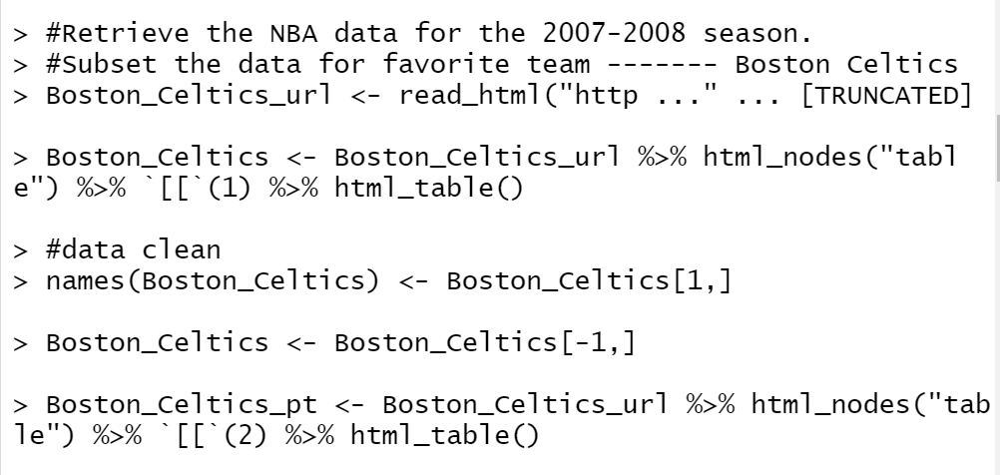 > #Retrieve the NBA data for the 2007-2008 season.
> #Subset the data for favorite team ------- Boston Celtics
> Boston_Celtics_url <- read_html("http ..." ... [TRUNCATED]
> Boston_Celtics <- Boston_Celtics_url %>% html_nodes("tabl
e") %>% `[[`(1) %>% html_table()
> #data clean
> names(Boston_Celtics) <- Boston_Celtics[1,]
> Boston_Celtics <- Boston_Celtics[-1,]
> Boston_Celtics_pt <- Boston_Celtics_url %>% html_nodes("tab
le") %>% `[[`(2) %>% html_table()